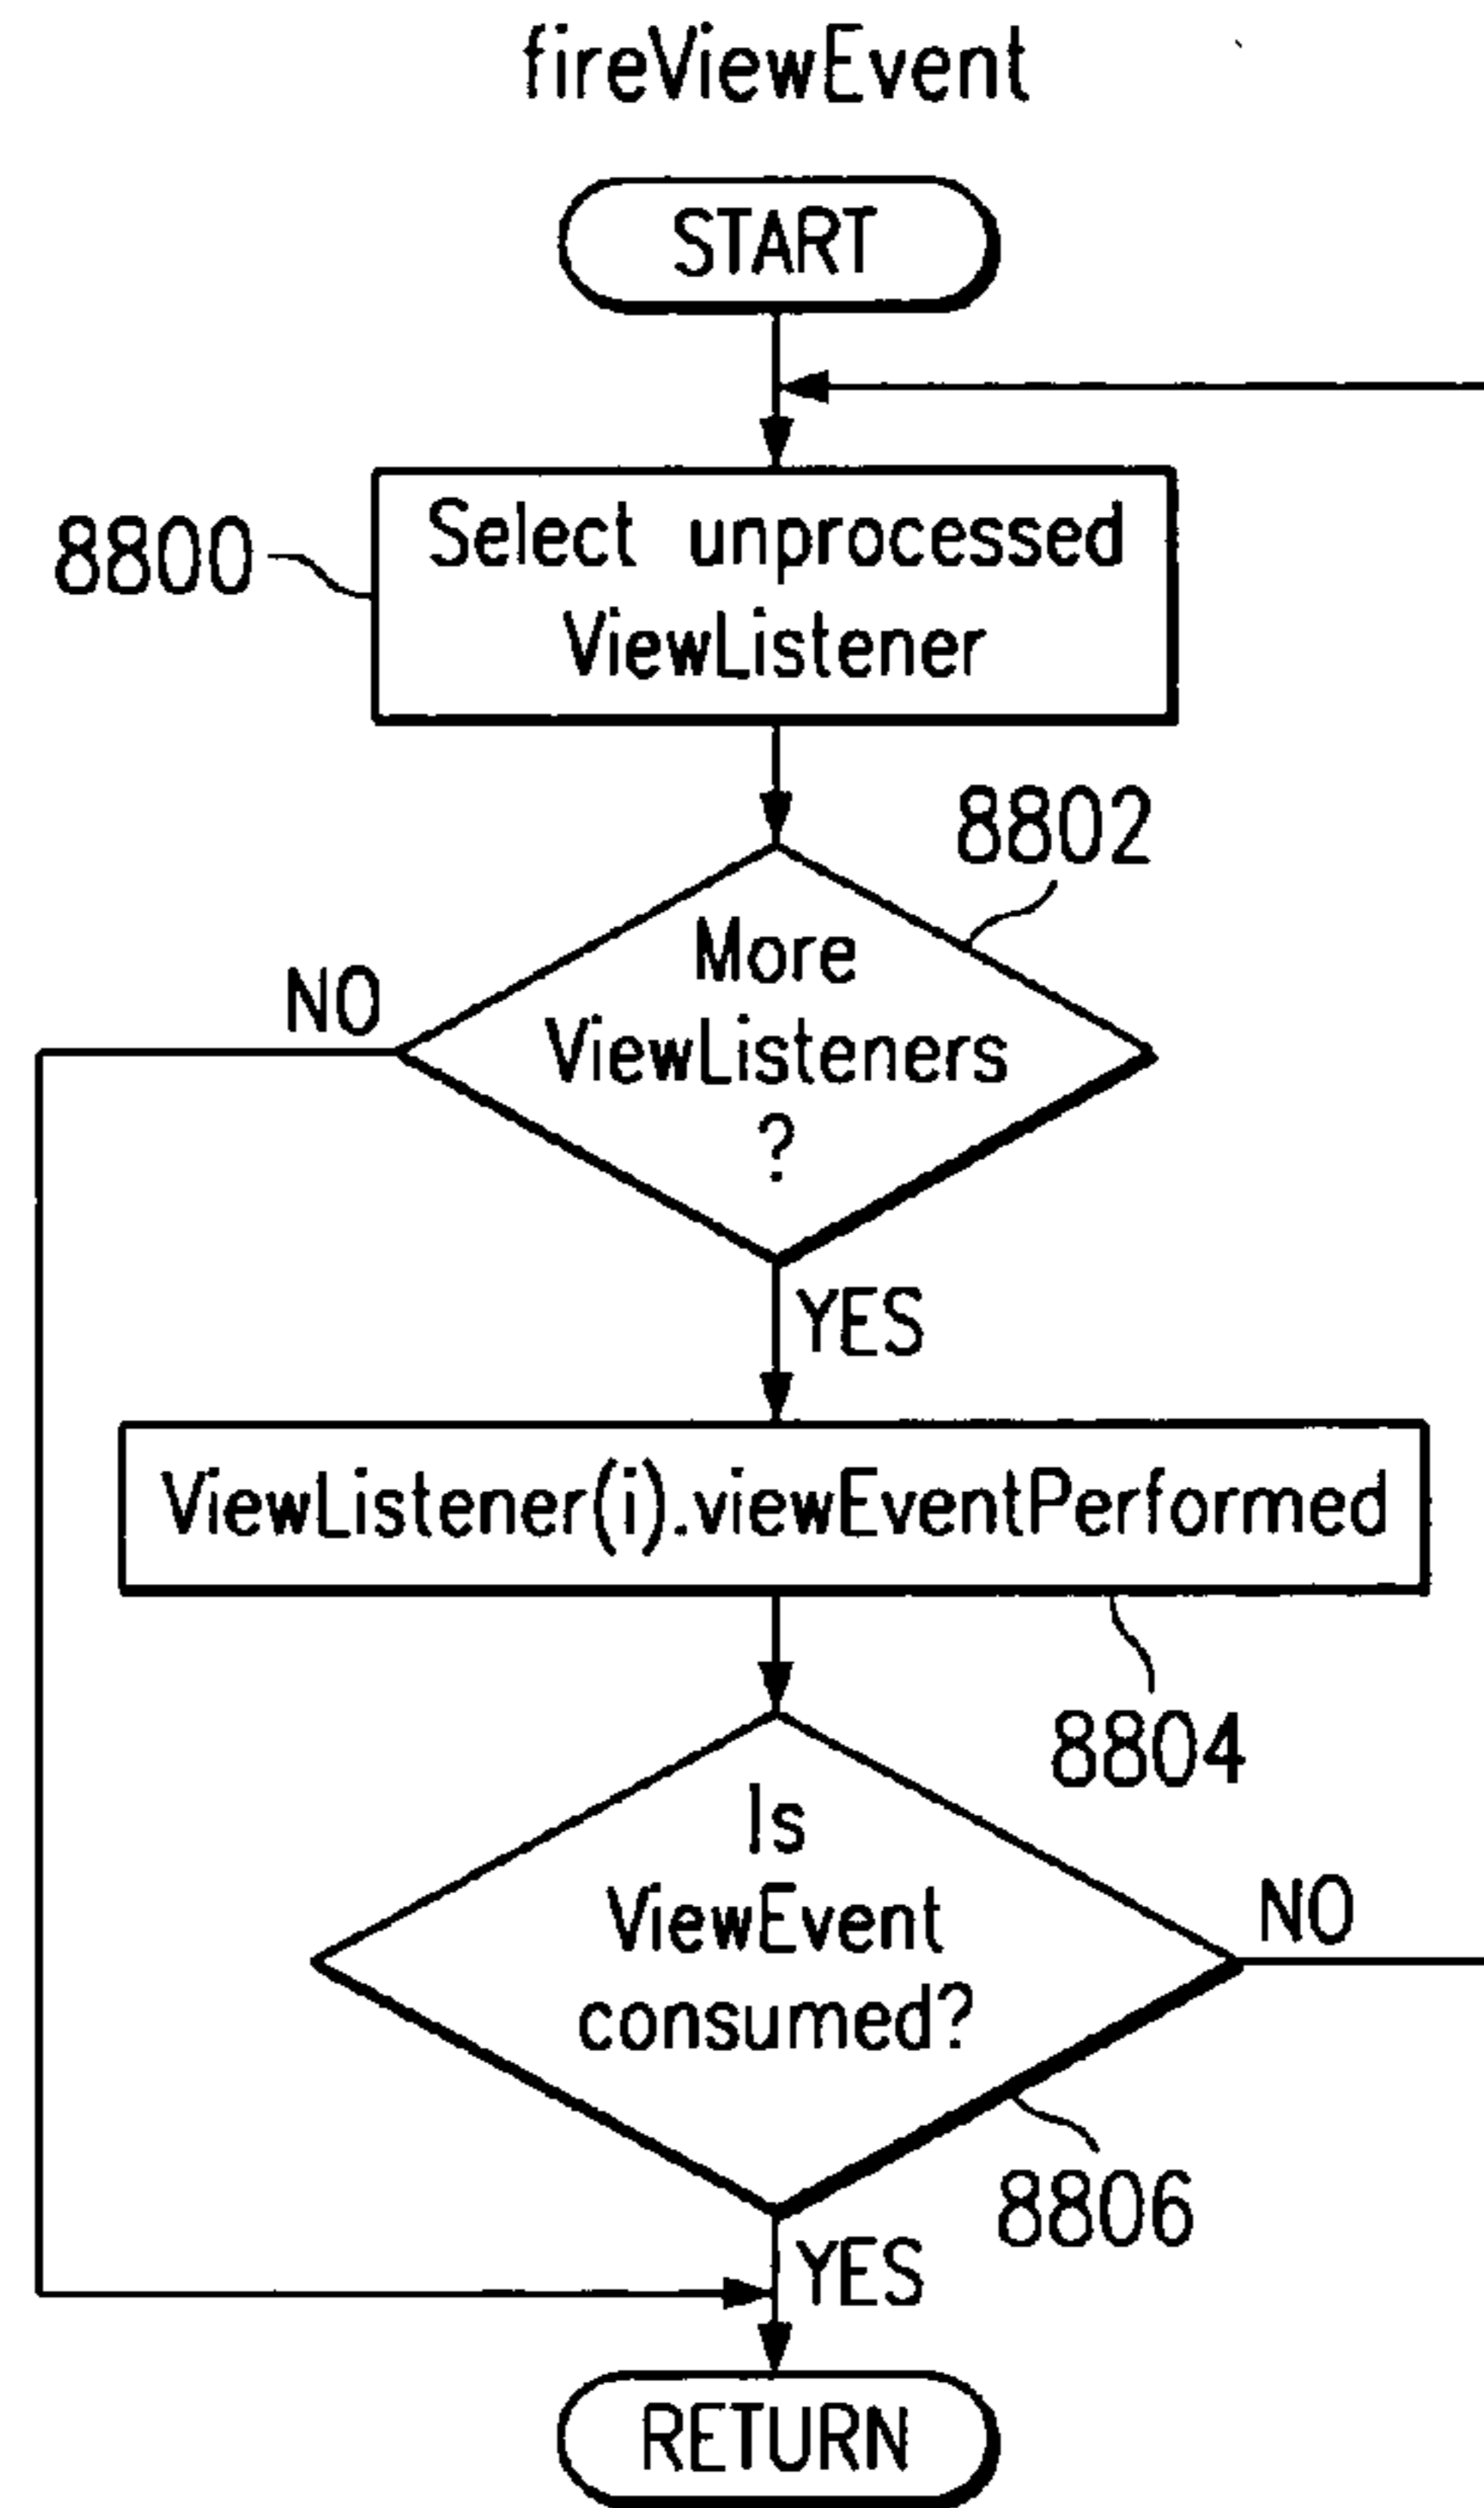 fireViewEvent
START
8800
Select unprocessed
ViewListener
8802
More
ViewListeners
?
NO
YES
ViewListener(i).viewEventPerformed
8804
Is
ViewEvent
consumed?
NO
8806
YES
RETURN